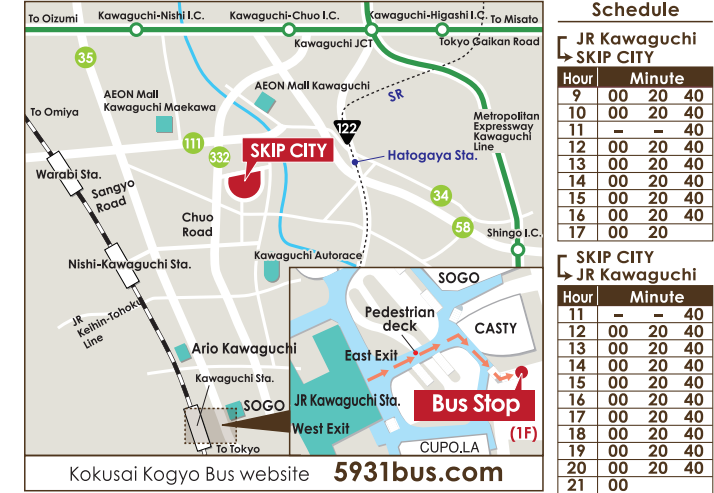 To Oizumi
Kawaguchi-Nishi I.C.
Kawaguchi-Chuo I.C.
Kawaguchi-Higashi I.C.
To Misato
Kawaguchi JCT
Tokyo Gaikan Road
35
AEON Mall
Kawaguchi Maekawa
AEON Mall Kawaguchi
SR
To Omiya
122
Metropolitan
Expressway
Kawaguchi
Line
111
332
SKIP CITY
Hatogaya Sta.
Warabi Sta.
Sangyo
Road
34
58
Chuo
Road
Shingo I.C.
Kawaguchi Autorace
Nishi-Kawaguchi Sta.
JR
Keihin-Tohoku
Line
Ario Kawaguchi
Kawaguchi Sta.
SOGO
To Tokyo
SOGO
Pedestrian
deck
CASTY
East Exit
JR Kawaguchi Sta.
Bus Stop
(1F)
West Exit
CUPO.LA
Kokusai Kogyo Bus website 5931bus.com
Schedule
JR Kawaguchi
SKIP CITY
Hour Minute
9 00 20 40
10 00 20 40
11 – – 40
12 00 20 40
13 00 20 40
14 00 20 40
15 00 20 40
16 00 20 40
17 00 20
SKIP CITY
JR Kawaguchi
Hour Minute
11 – – 40
12 00 20 40
13 00 20 40
14 00 20 40
15 00 20 40
16 00 20 40
17 00 20 40
18 00 20 40
19 00 20 40
20 00 20 40
21 00